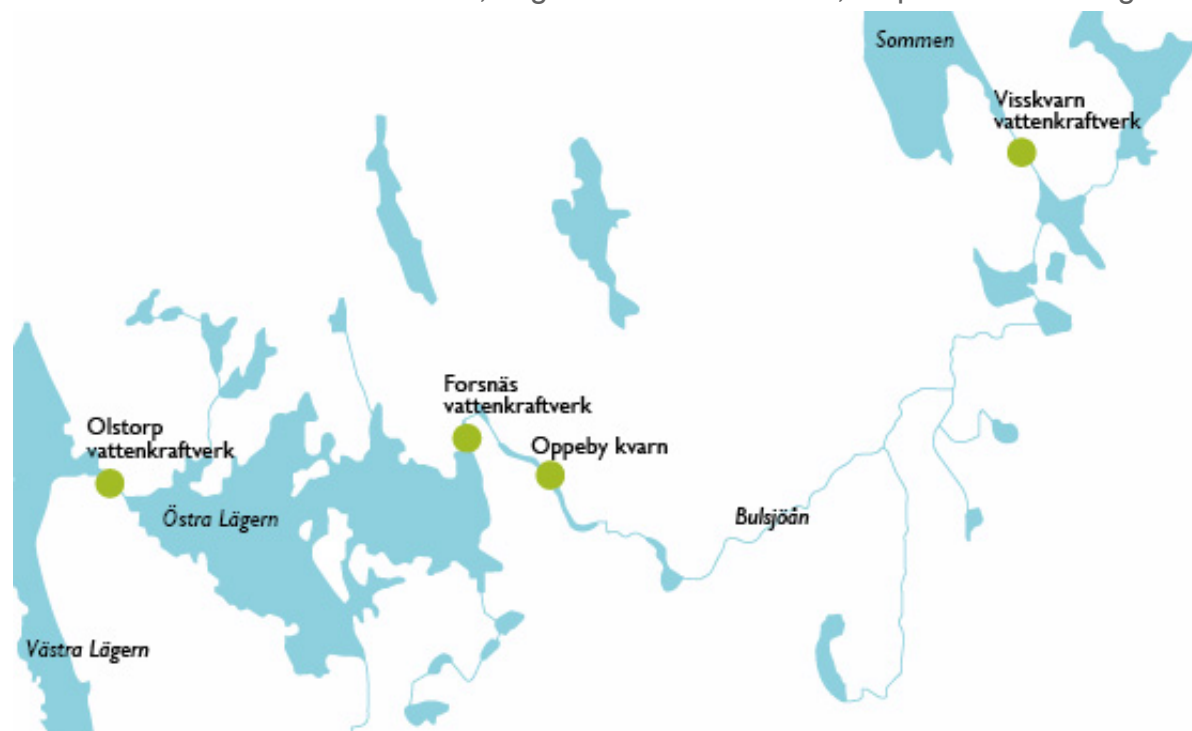 Sommen
Visskvarn
vattenkraftverk
Forsnäs
vattenkraftverk
Olstorp
vattenkraftverk
Oppeby kvarn
Östra Lägern
Bulsjöån
Västra Lägern